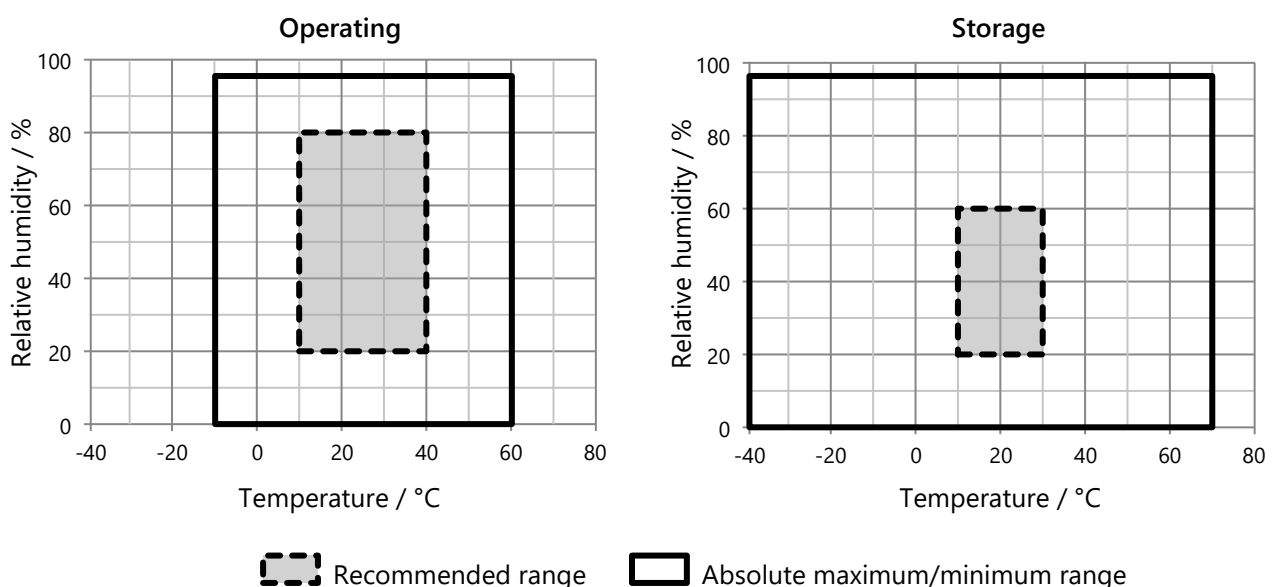 Operating
Relative humidity / %
100
80
60
40
20
0
-40 -20 0 20 40 60 80
Temperature / °C
Storage
Relative humidity / %
100
80
60
40
20
0
-40 -20 0 20 40 60 80
Temperature / °C
Recommended range
Absolute maximum/minimum range